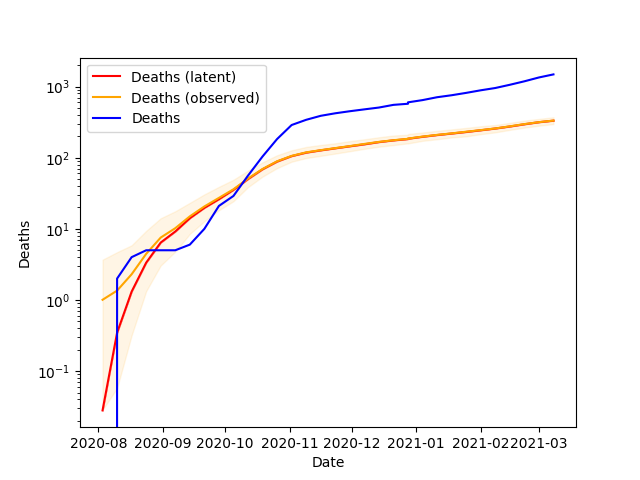 Deaths (latent)
Deaths (observed)
Deaths
10³
10²
10¹
10⁰
10⁻¹
Deaths
2020-08 2020-09 2020-10 2020-11 2020-12 2021-01 2021-02 2021-03
Date